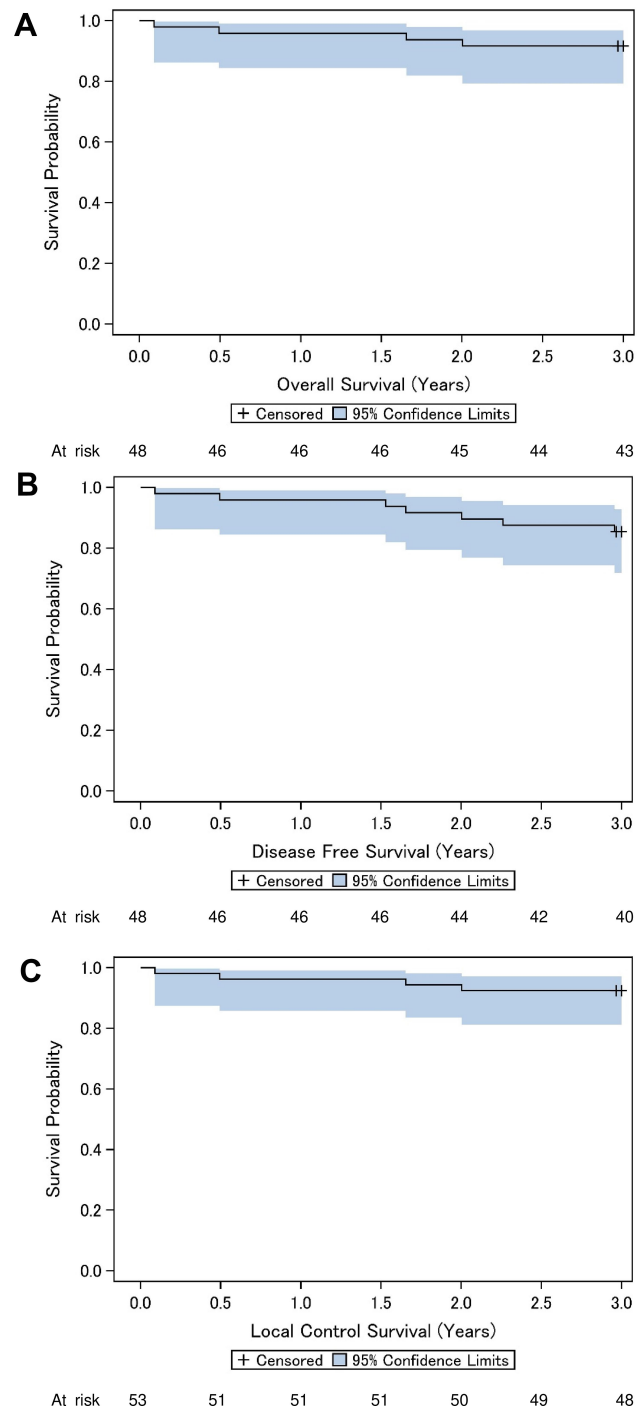 A
Survival Probability
1.0
0.8
0.6
0.4
0.2
0.0
0.0 0.5 1.0 1.5 2.0 2.5 3.0
Overall Survival (Years)
+ Censored 95% Confidence Limits
At risk 48 46 46 46 45 44 43
B
Survival Probability
1.0
0.8
0.6
0.4
0.2
0.0
0.0 0.5 1.0 1.5 2.0 2.5 3.0
Disease Free Survival (Years)
+ Censored 95% Confidence Limits
At risk 48 46 46 46 44 42 40
C
Survival Probability
1.0
0.8
0.6
0.4
0.2
0.0
0.0 0.5 1.0 1.5 2.0 2.5 3.0
Local Control Survival (Years)
+ Censored 95% Confidence Limits
At risk 53 51 51 51 50 49 48